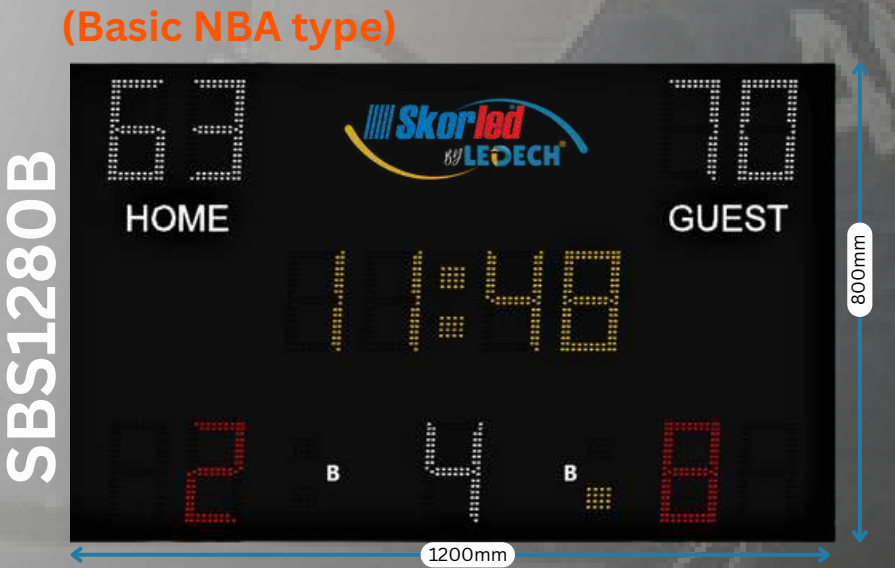 (Basic NBA type)
SBS1280B
63
70
Skorled
BY LEDECH®
HOME
GUEST
11:48
800mm
2
B
4
B
8
1200mm